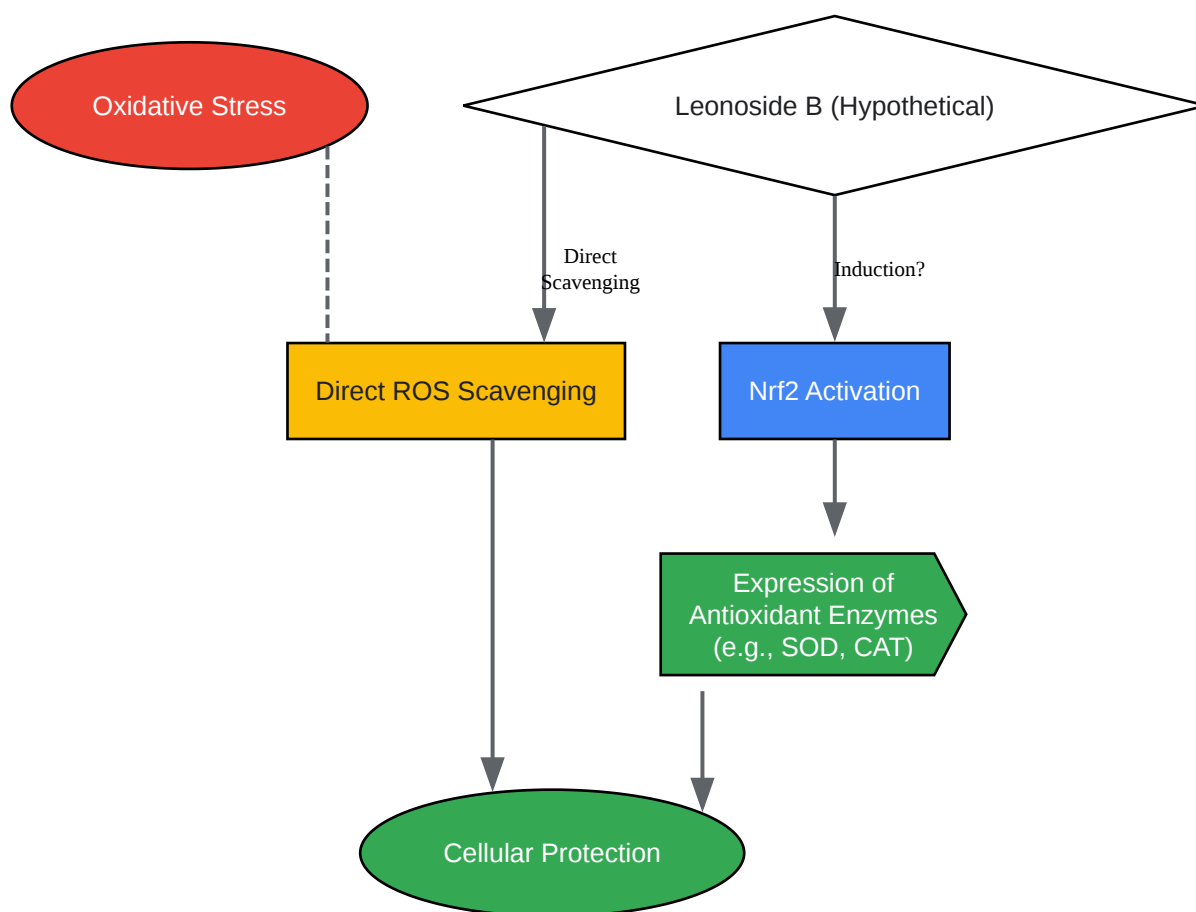 Oxidative Stress
Leonoside B (Hypothetical)
Direct
Scavenging
Induction?
Direct ROS Scavenging
Nrf2 Activation
Expression of
Antioxidant Enzymes
(e.g., SOD, CAT)
Cellular Protection